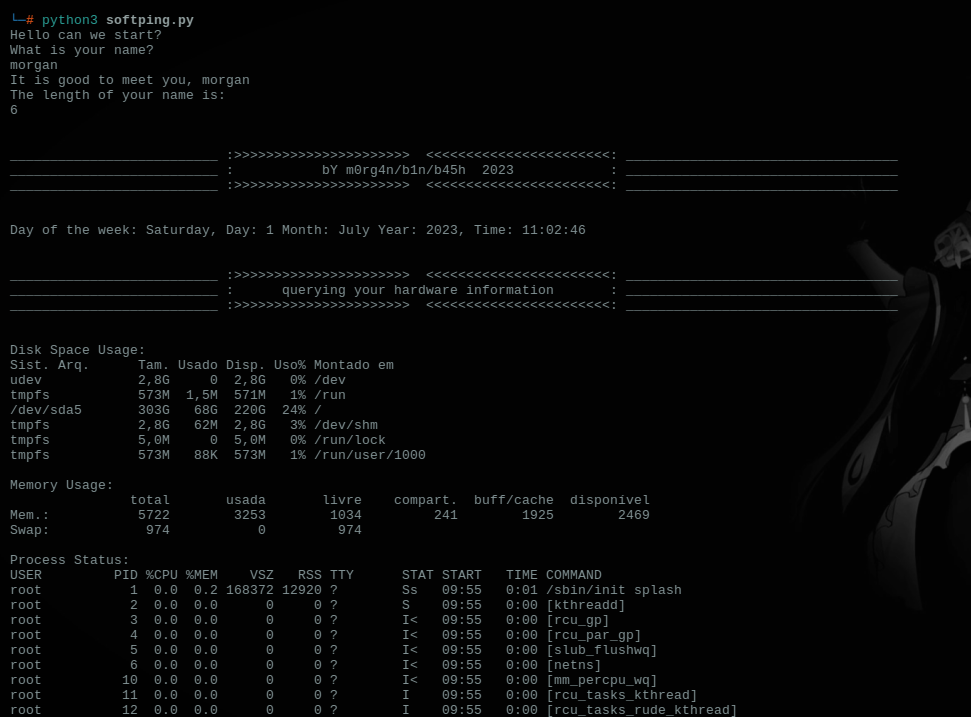 └─# python3 softping.py
Hello can we start?
What is your name?
morgan
It is good to meet you, morgan
The length of your name is:
6
__________________________ :>>>>>>>>>>>>>>>>>>>>>>  <<<<<<<<<<<<<<<<<<<<<<<: __________________________________
__________________________ :           bY m0rg4n/b1n/b45h  2023            : __________________________________
__________________________ :>>>>>>>>>>>>>>>>>>>>>>  <<<<<<<<<<<<<<<<<<<<<<<: __________________________________
Day of the week: Saturday, Day: 1 Month: July Year: 2023, Time: 11:02:46
__________________________ :>>>>>>>>>>>>>>>>>>>>>>  <<<<<<<<<<<<<<<<<<<<<<<: __________________________________
__________________________ :      querying your hardware information       : __________________________________
__________________________ :>>>>>>>>>>>>>>>>>>>>>>  <<<<<<<<<<<<<<<<<<<<<<<: __________________________________
Disk Space Usage:
Sist. Arq.      Tam. Usado Disp. Uso% Montado em
udev            2,8G     0  2,8G   0% /dev
tmpfs           573M  1,5M  571M   1% /run
/dev/sda5       303G   68G  220G  24% /
tmpfs           2,8G   62M  2,8G   3% /dev/shm
tmpfs           5,0M     0  5,0M   0% /run/lock
tmpfs           573M   88K  573M   1% /run/user/1000
Memory Usage:
               total       usada       livre    compart.  buff/cache  disponível
Mem.:           5722        3253        1034         241        1925        2469
Swap:            974           0         974
Process Status:
USER         PID %CPU %MEM    VSZ   RSS TTY      STAT START   TIME COMMAND
root           1  0.0  0.2 168372 12920 ?        Ss   09:55   0:01 /sbin/init splash
root           2  0.0  0.0      0     0 ?        S    09:55   0:00 [kthreadd]
root           3  0.0  0.0      0     0 ?        I<   09:55   0:00 [rcu_gp]
root           4  0.0  0.0      0     0 ?        I<   09:55   0:00 [rcu_par_gp]
root           5  0.0  0.0      0     0 ?        I<   09:55   0:00 [slub_flushwq]
root           6  0.0  0.0      0     0 ?        I<   09:55   0:00 [netns]
root          10  0.0  0.0      0     0 ?        I<   09:55   0:00 [mm_percpu_wq]
root          11  0.0  0.0      0     0 ?        I    09:55   0:00 [rcu_tasks_kthread]
root          12  0.0  0.0      0     0 ?        I    09:55   0:00 [rcu_tasks_rude_kthread]